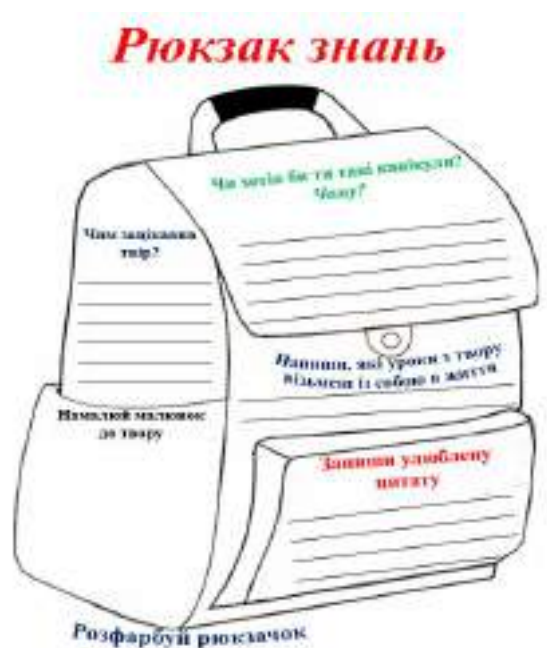 Рюкзак знань
Чи хотів би ти такі канікули?
Чому?
Чим зацікавив
твір?
Напиши, які уроки з твору
візьмеш із собою в життя
Намалюй малюнок
до твору
Запиши улюблену
цитату
Розфарбуй рюкзачок